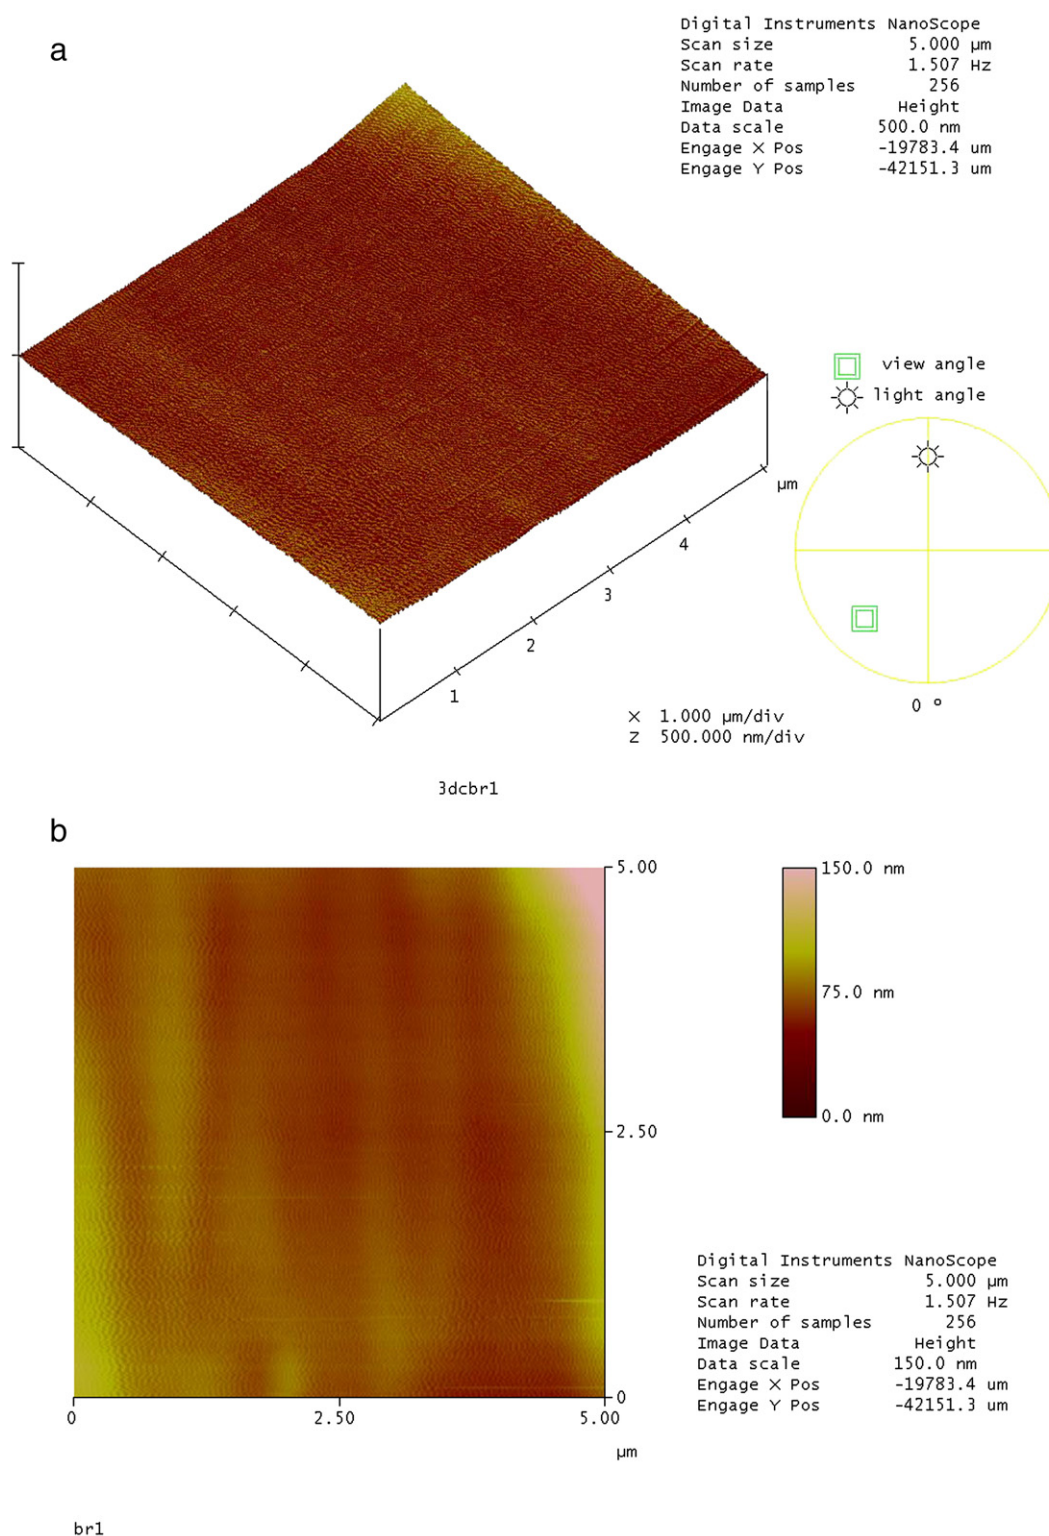 a
Digital Instruments NanoScope
Scan size 5.000 µm
Scan rate 1.507 Hz
Number of samples 256
Image Data Height
Data scale 500.0 nm
Engage X Pos -19783.4 um
Engage Y Pos -42151.3 um
view angle
light angle
µm
4
3
2
1
0 °
X 1.000 µm/div
Z 500.000 nm/div
3dcbr1
b
5.00
2.50
0
0 2.50 5.00
µm
150.0 nm
75.0 nm
0.0 nm
Digital Instruments NanoScope
Scan size 5.000 µm
Scan rate 1.507 Hz
Number of samples 256
Image Data Height
Data scale 150.0 nm
Engage X Pos -19783.4 um
Engage Y Pos -42151.3 um
br1